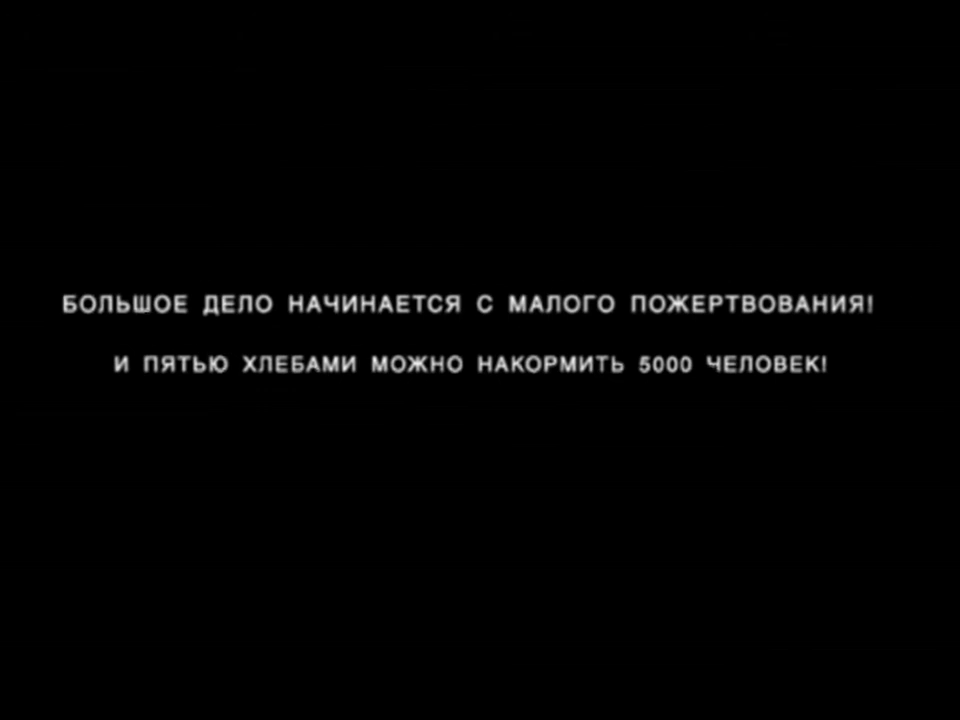 БОЛЬШОЕ ДЕЛО НАЧИНАЕТСЯ С МАЛОГО ПОЖЕРТВОВАНИЯ!
И ПЯТЬЮ ХЛЕБАМИ МОЖНО НАКОРМИТЬ 5000 ЧЕЛОВЕК!